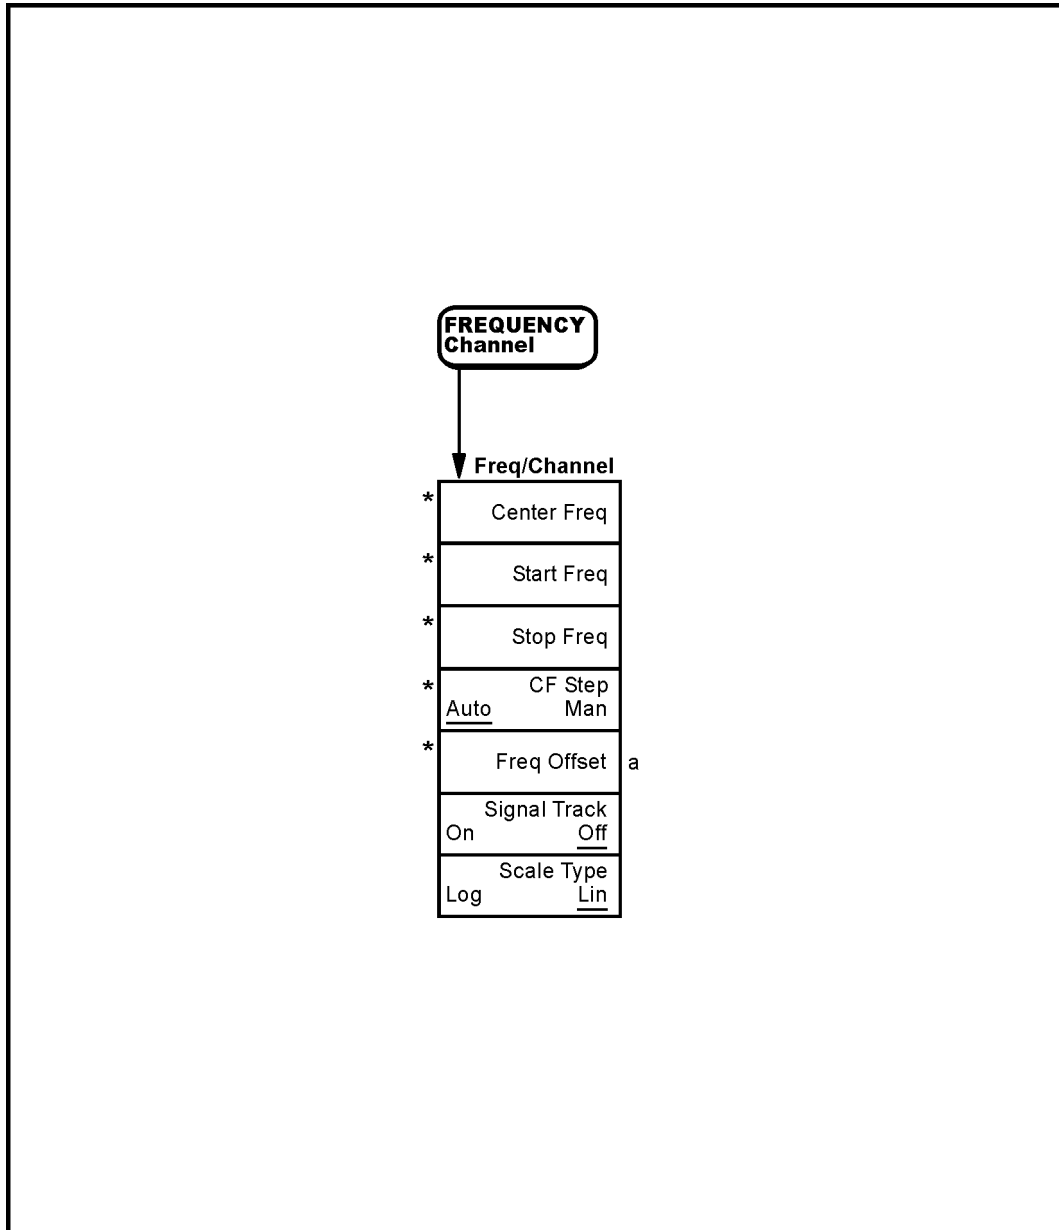 FREQUENCY
Channel
Freq/Channel
* Center Freq
* Start Freq
* Stop Freq
* CF Step
Auto Man
* Freq Offset a
Signal Track
On Off
Scale Type
Log Lin